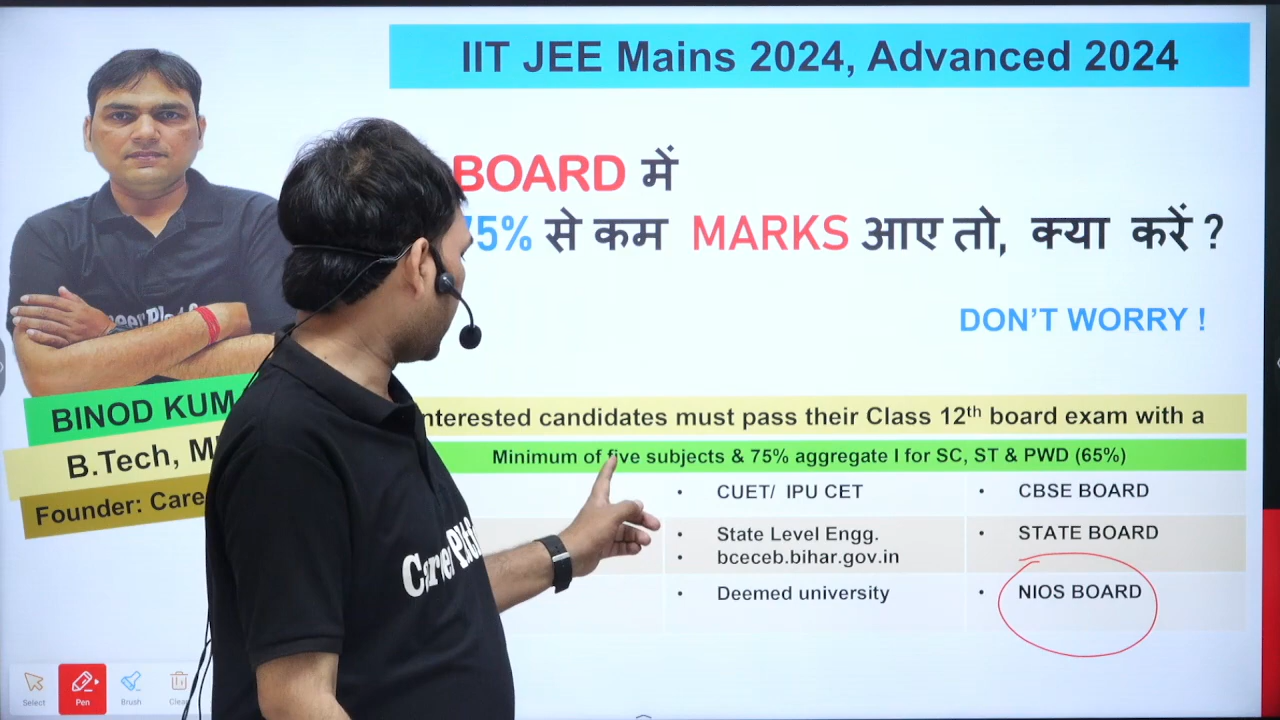 IIT JEE Mains 2024, Advanced 2024
BOARD में
75% से कम MARKS आए तो, क्या करें ?
DON'T WORRY !
BINOD
B.Tech,
Founder:
candidates must pass their Class 12th board exam with a
Minimum of five subjects & 75% aggregate I for SC, ST & PWD (65%)
• CUET/ IPU CET
• CBSE BOARD
• State Level Engg.
• bceceb.bihar.gov.in
• STATE BOARD
• Deemed university
• NIOS BOARD
Select
Pen
Brush